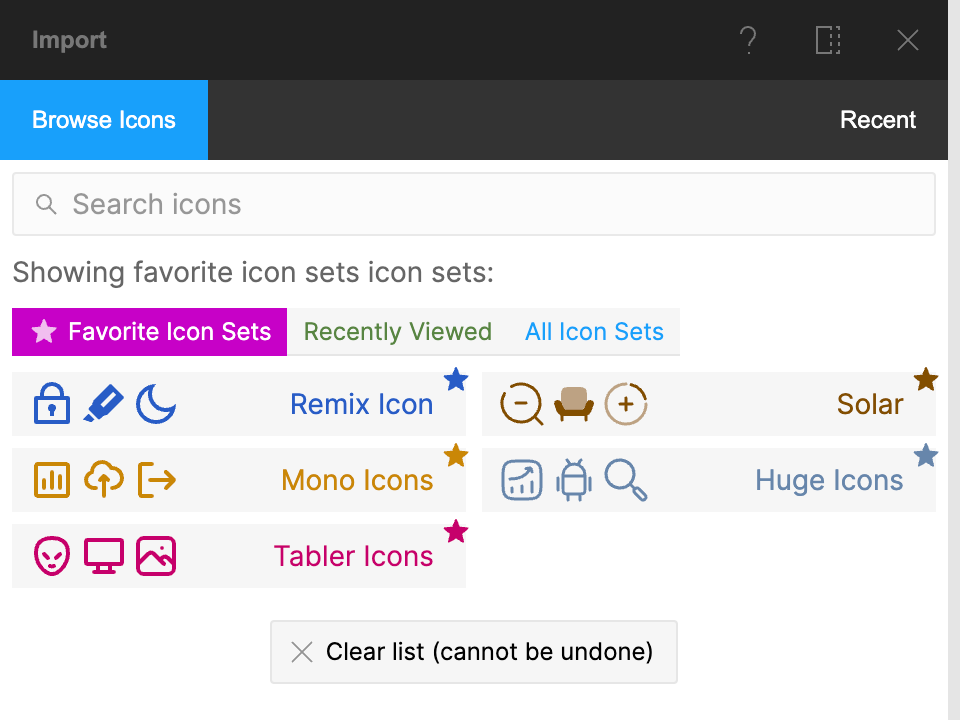 Import
Browse Icons Recent
Search icons
Showing favorite icon sets icon sets:
Favorite Icon Sets Recently Viewed All Icon Sets
Remix Icon Solar
Mono Icons Huge Icons
Tabler Icons
Clear list (cannot be undone)